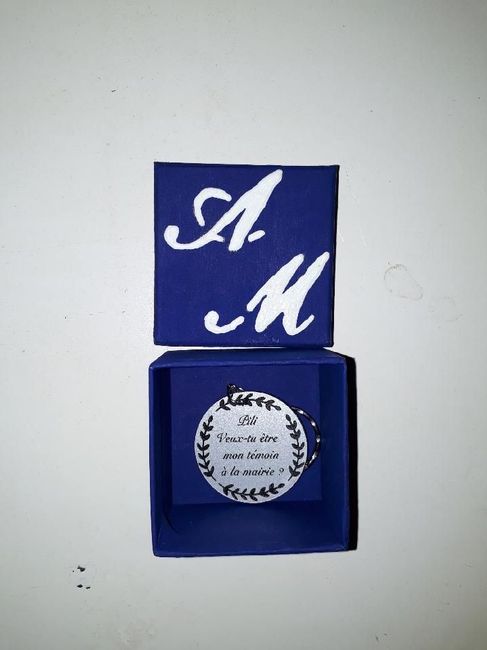 A.
M
Pili
Veux-tu être
mon témoin
à la mairie ?